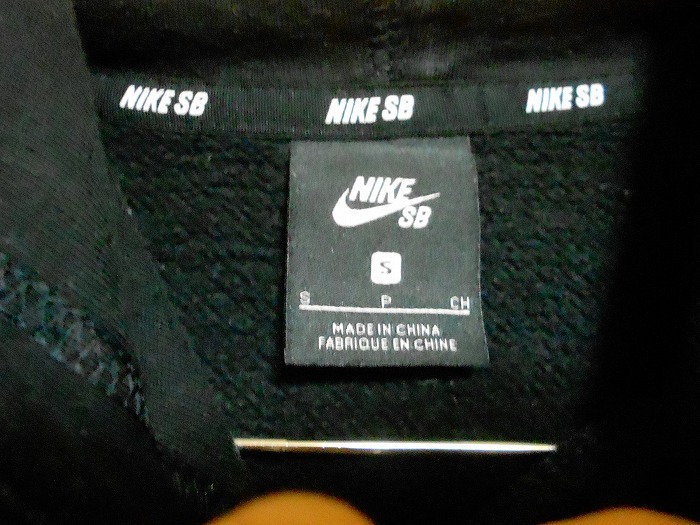 NIKE SB NIKE SB NIKE SB
NIKE
SB
S
S P CH
MADE IN CHINA
FABRIQUE EN CHINE